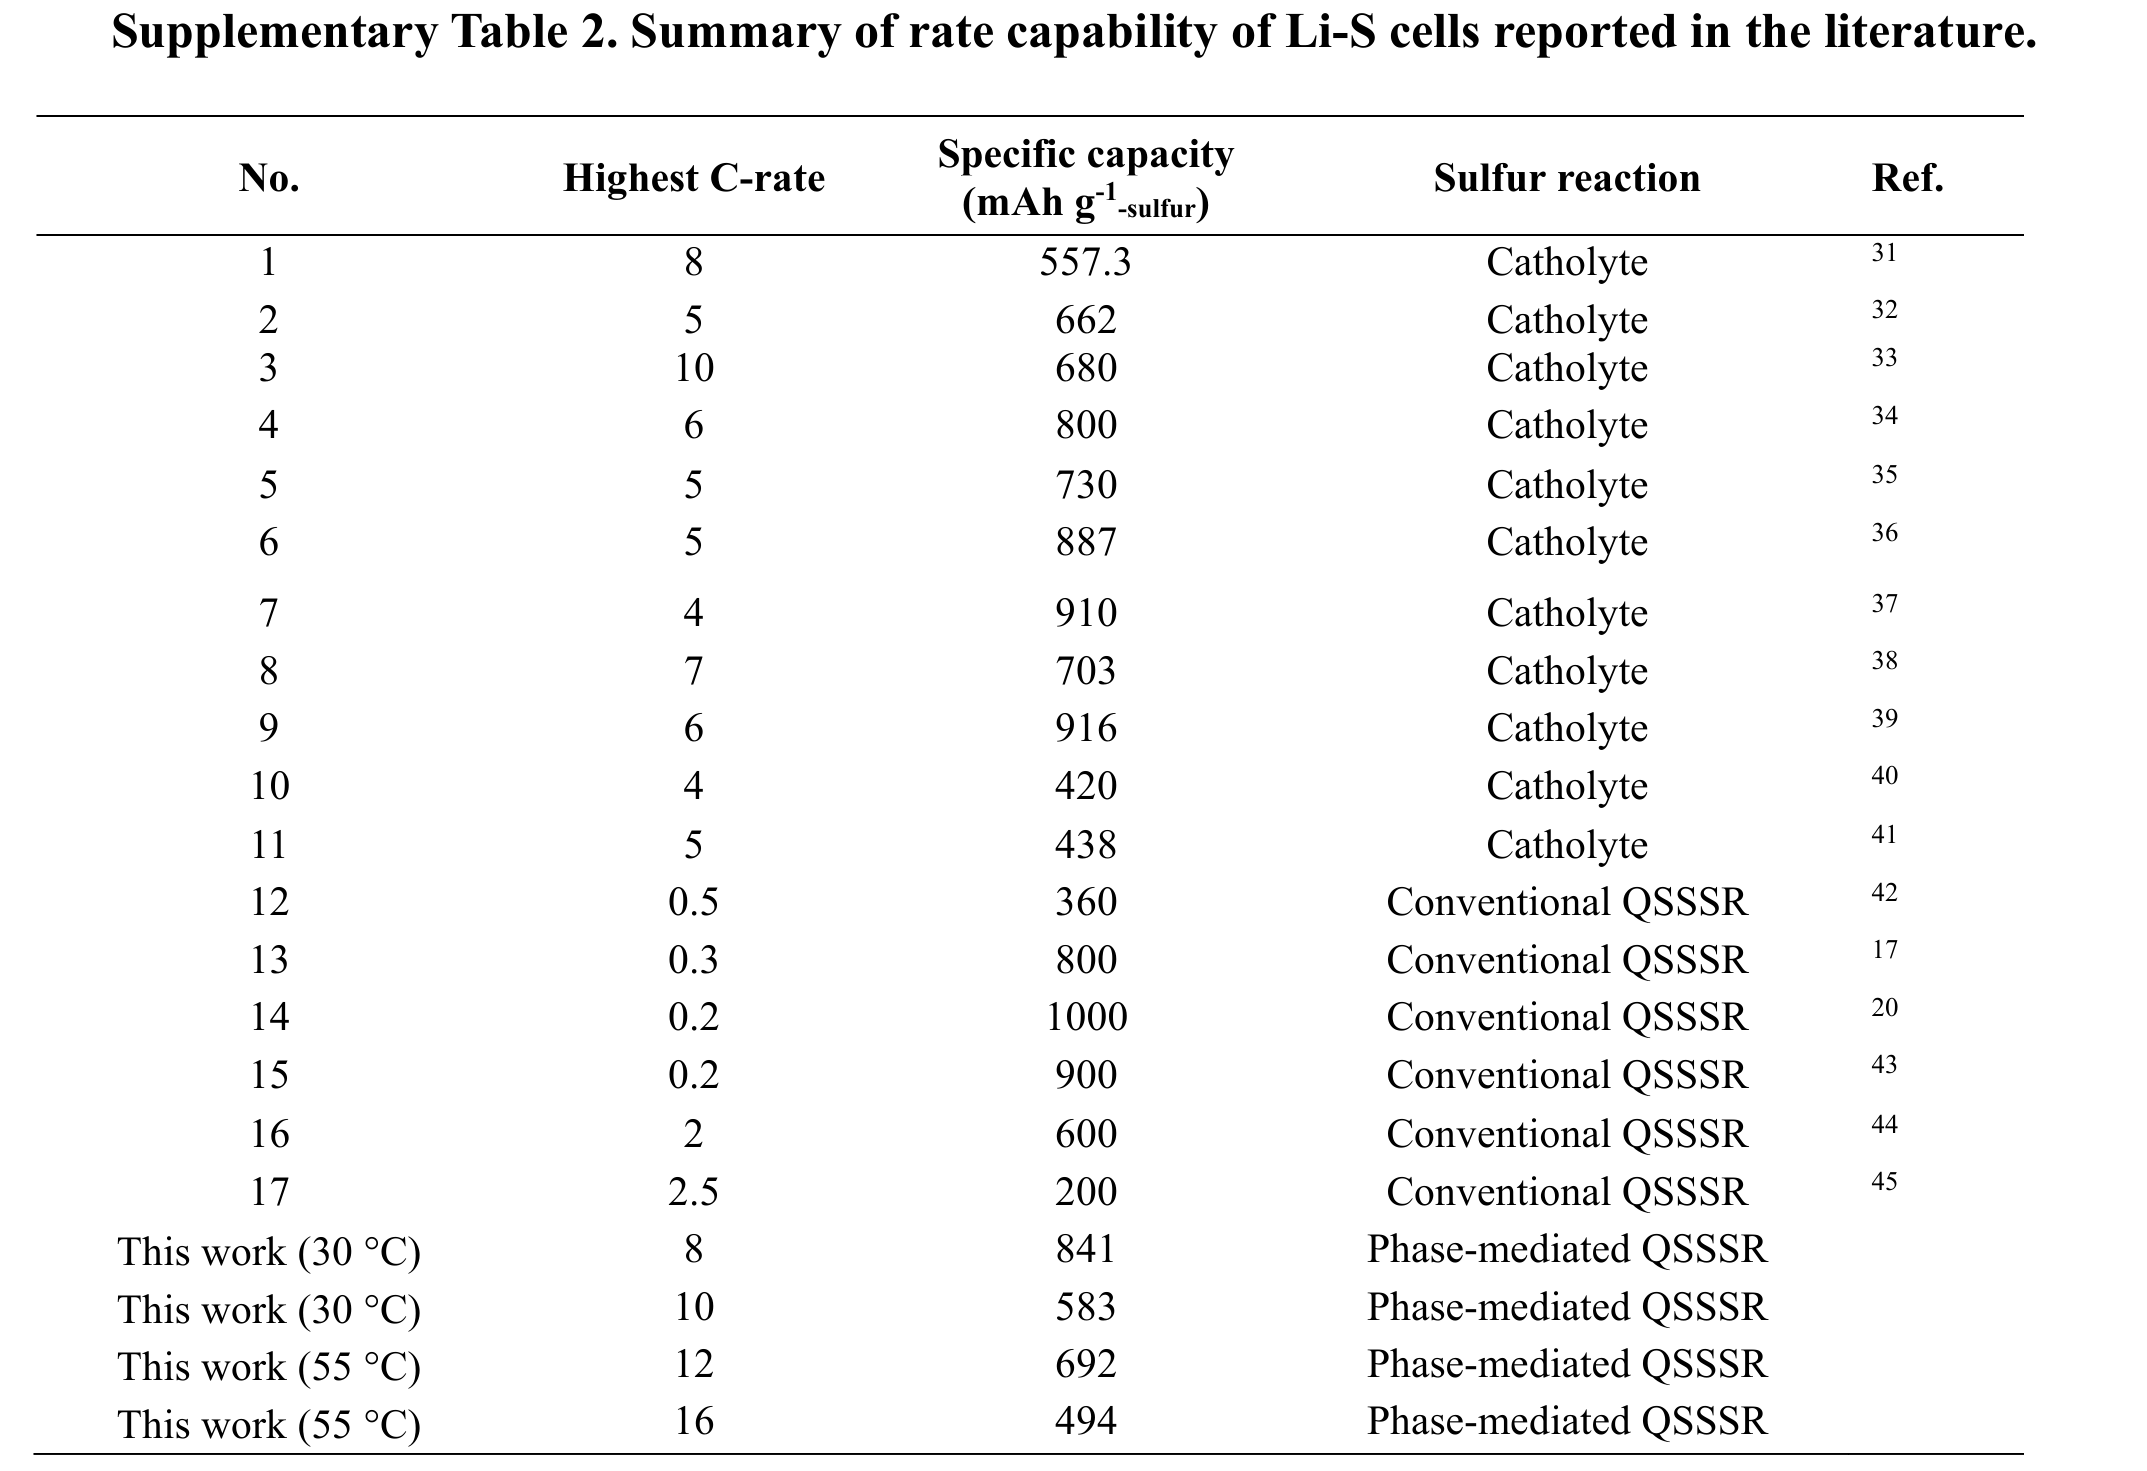 Supplementary Table 2. Summary of rate capability of Li-S cells reported in the literature.
No. Highest C-rate Specific capacity (mAh g⁻¹-sulfur) Sulfur reaction Ref.
1 8 557.3 Catholyte 31
2 5 662 Catholyte 32
3 10 680 Catholyte 33
4 6 800 Catholyte 34
5 5 730 Catholyte 35
6 5 887 Catholyte 36
7 4 910 Catholyte 37
8 7 703 Catholyte 38
9 6 916 Catholyte 39
10 4 420 Catholyte 40
11 5 438 Catholyte 41
12 0.5 360 Conventional QSSSR 42
13 0.3 800 Conventional QSSSR 17
14 0.2 1000 Conventional QSSSR 20
15 0.2 900 Conventional QSSSR 43
16 2 600 Conventional QSSSR 44
17 2.5 200 Conventional QSSSR 45
This work (30 °C) 8 841 Phase-mediated QSSSR
This work (30 °C) 10 583 Phase-mediated QSSSR
This work (55 °C) 12 692 Phase-mediated QSSSR
This work (55 °C) 16 494 Phase-mediated QSSSR